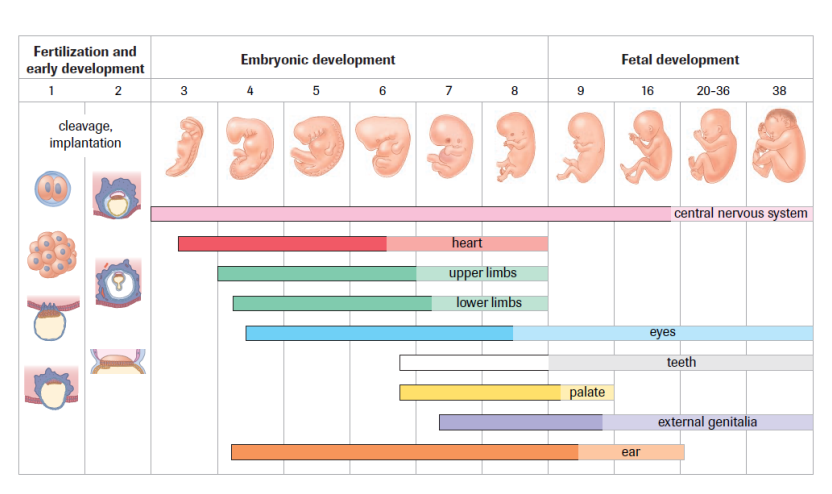 Fertilization and
early development
Embryonic development
Fetal development
1 2 3 4 5 6 7 8 9 16 20-36 38
cleavage,
implantation
central nervous system
heart
upper limbs
lower limbs
eyes
teeth
palate
external genitalia
ear